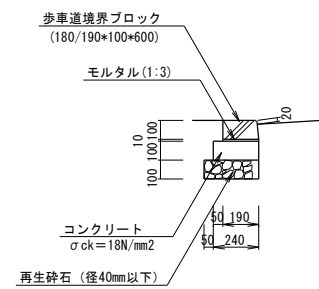 歩車道境界ブロック
(180/190*100*600)
モルタル(1:3)
20
100
10
100
100
50 190
50 240
コンクリート
σck=18N/mm2
再生砕石（径40mm以下）